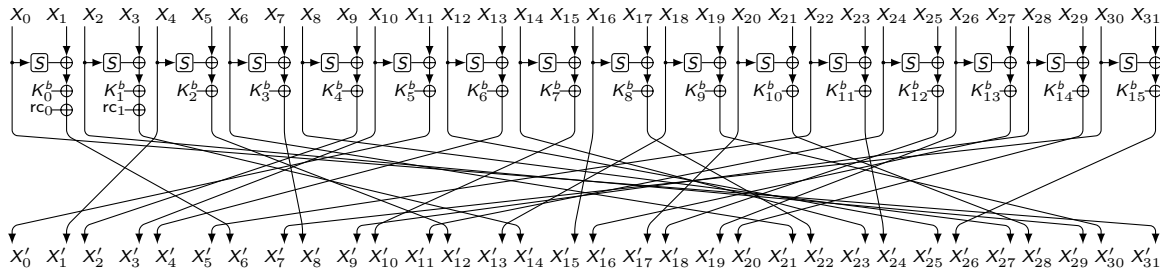 X₀ X₁ X₂ X₃ X₄ X₅ X₆ X₇ X₈ X₉ X₁₀ X₁₁ X₁₂ X₁₃ X₁₄ X₁₅ X₁₆ X₁₇ X₁₈ X₁₉ X₂₀ X₂₁ X₂₂ X₂₃ X₂₄ X₂₅ X₂₆ X₂₇ X₂₈ X₂₉ X₃₀ X₃₁
S S S S S S S S S S S S S S S S
K₀ᵇ K₁ᵇ K₂ᵇ K₃ᵇ K₄ᵇ K₅ᵇ K₆ᵇ K₇ᵇ K₈ᵇ K₉ᵇ K₁₀ᵇ K₁₁ᵇ K₁₂ᵇ K₁₃ᵇ K₁₄ᵇ K₁₅ᵇ
rc₀ rc₁
X′₀ X′₁ X′₂ X′₃ X′₄ X′₅ X′₆ X′₇ X′₈ X′₉ X′₁₀ X′₁₁ X′₁₂ X′₁₃ X′₁₄ X′₁₅ X′₁₆ X′₁₇ X′₁₈ X′₁₉ X′₂₀ X′₂₁ X′₂₂ X′₂₃ X′₂₄ X′₂₅ X′₂₆ X′₂₇ X′₂₈ X′₂₉ X′₃₀ X′₃₁